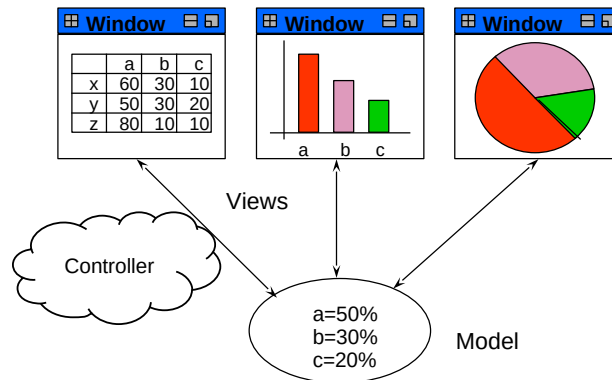 Window
Window
Window
a b c
x 60 30 10
y 50 30 20
z 80 10 10
a b c
Views
Controller
a=50%
b=30%
c=20%
Model